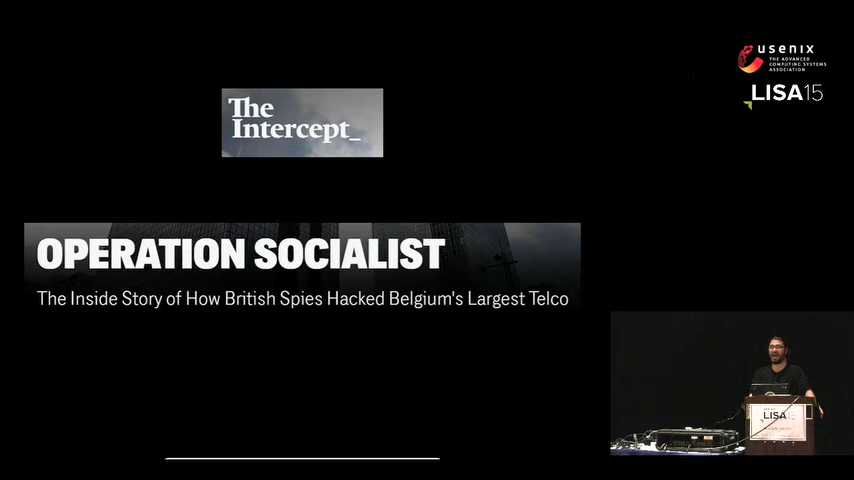 usenix
THE ADVANCED
COMPUTING SYSTEMS
ASSOCIATION
LISA15
The
Intercept_
OPERATION SOCIALIST
The Inside Story of How British Spies Hacked Belgium's Largest Telco
LISA15